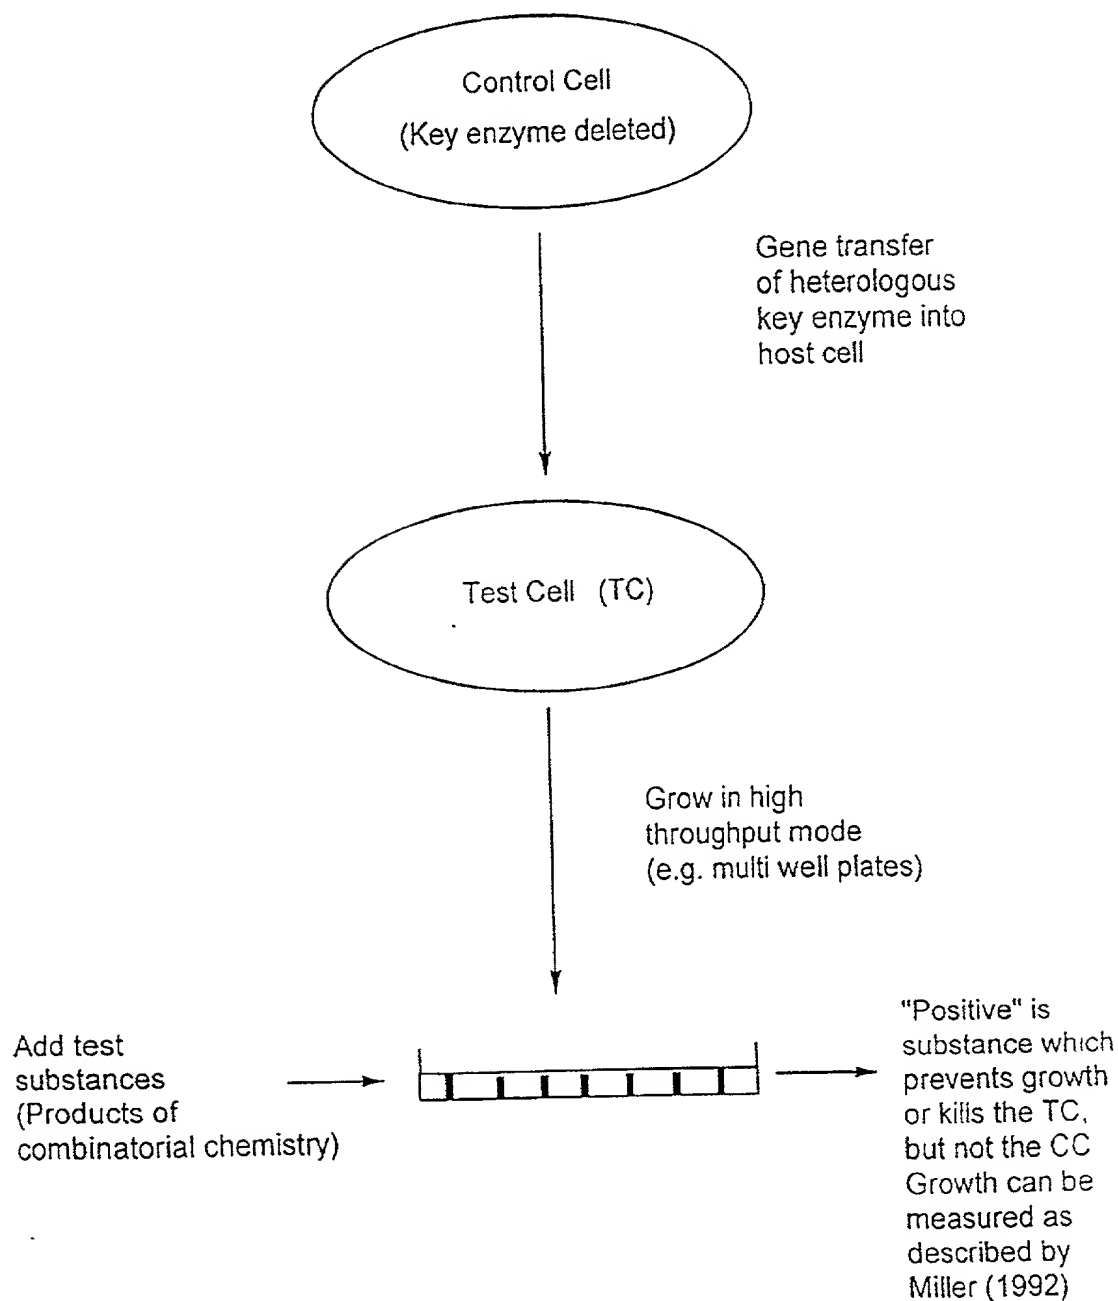 Control Cell
(Key enzyme deleted)
Gene transfer
of heterologous
key enzyme into
host cell
Test Cell (TC)
Grow in high
throughput mode
(e.g. multi well plates)
Add test
substances
(Products of
combinatorial chemistry)
"Positive" is
substance which
prevents growth
or kills the TC,
but not the CC
Growth can be
measured as
described by
Miller (1992)